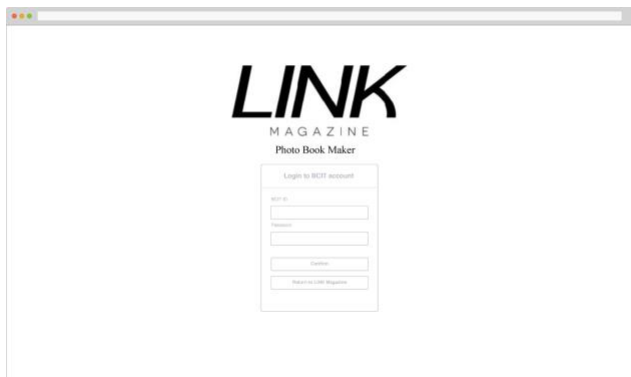 LINK
MAGAZINE
Photo Book Maker
Login to BCIT account
BCIT ID
Password
Confirm
Return to LINK Magazine